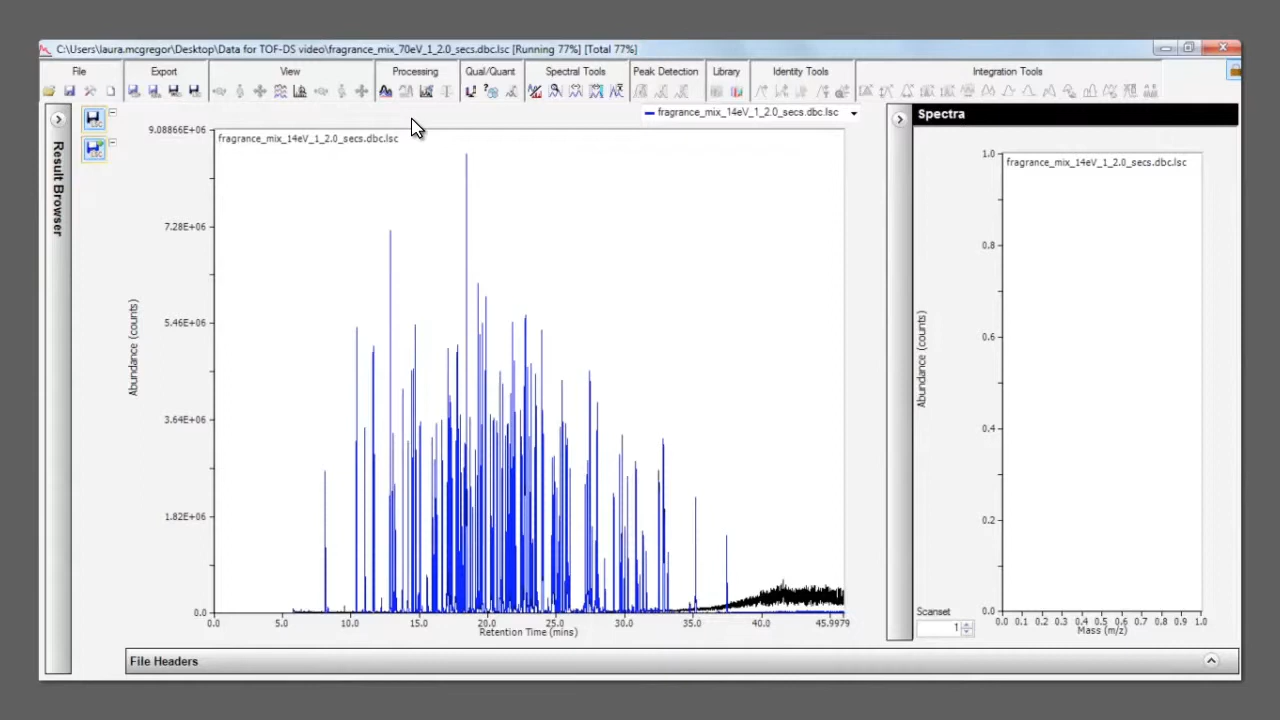 C:\Users\laura.mcgregor\Desktop\Data for TOF-DS video\fragrance_mix_70eV_1_2.0_secs.dbc.lsc [Running 77%] [Total 77%]
File Export View Processing Qual/Quant Spectral Tools Peak Detection Library Identity Tools Integration Tools
Result Browser
fragrance_mix_14eV_1_2.0_secs.dbc.lsc
9.08866E+06
fragrance_mix_14eV_1_2.0_secs.dbc.lsc
7.28E+06
5.46E+06
3.64E+06
1.82E+06
0.0
Abundance (counts)
0.0 5.0 10.0 15.0 20.0 25.0 30.0 35.0 40.0 45.9979
Retention Time (mins)
Spectra
1.0
fragrance_mix_14eV_1_2.0_secs.dbc.lsc
0.8
0.6
0.4
0.2
0.0
Abundance (counts)
Scanset
1
0.0 0.1 0.2 0.3 0.4 0.5 0.6 0.7 0.8 0.9 1.0
Mass (m/z)
File Headers